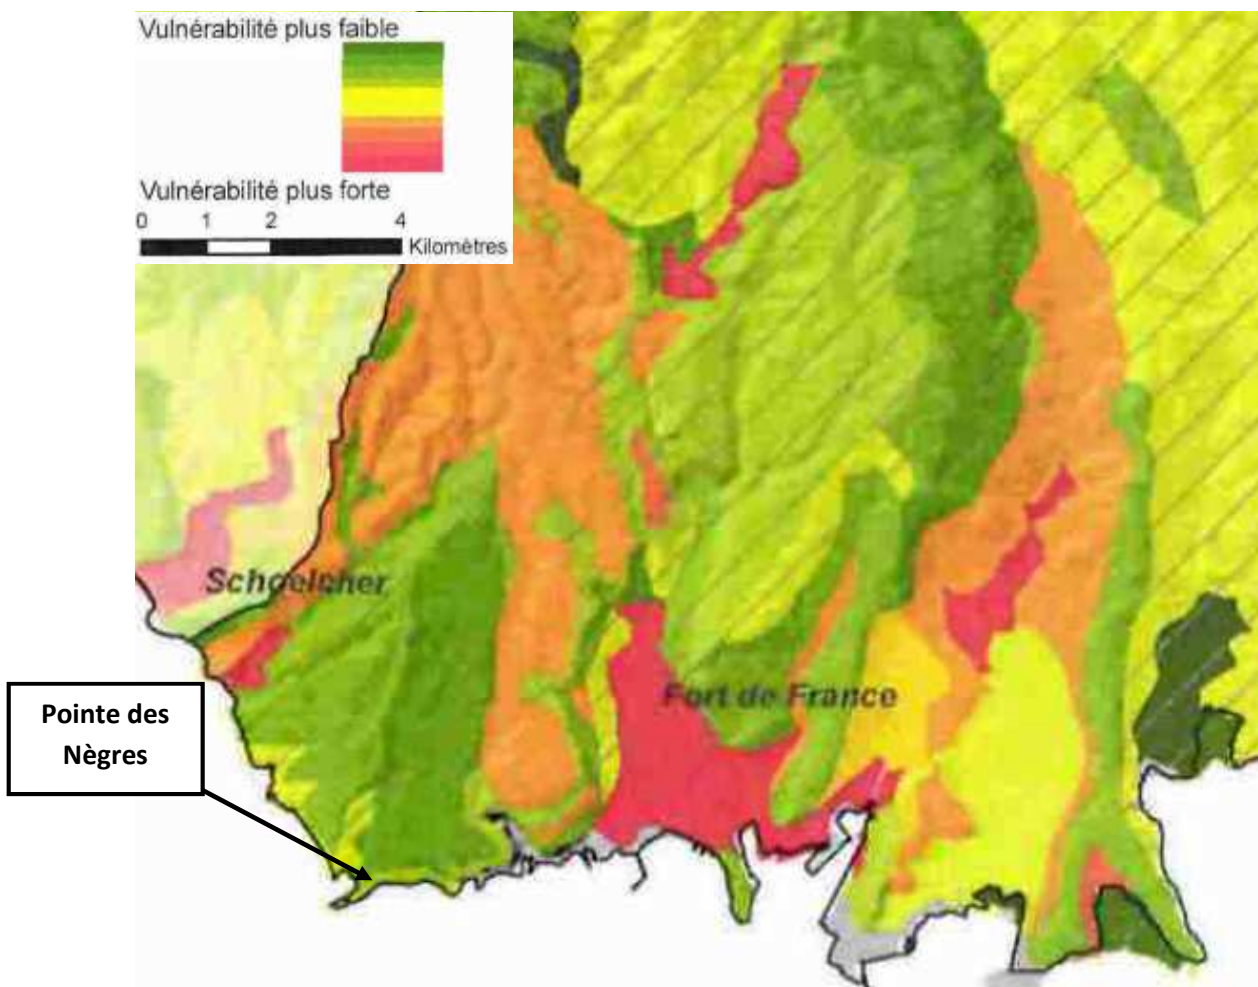 Vulnérabilité plus faible
Vulnérabilité plus forte
0 1 2 4
Kilomètres
Schoelcher
Fort de France
Pointe des
Nègres